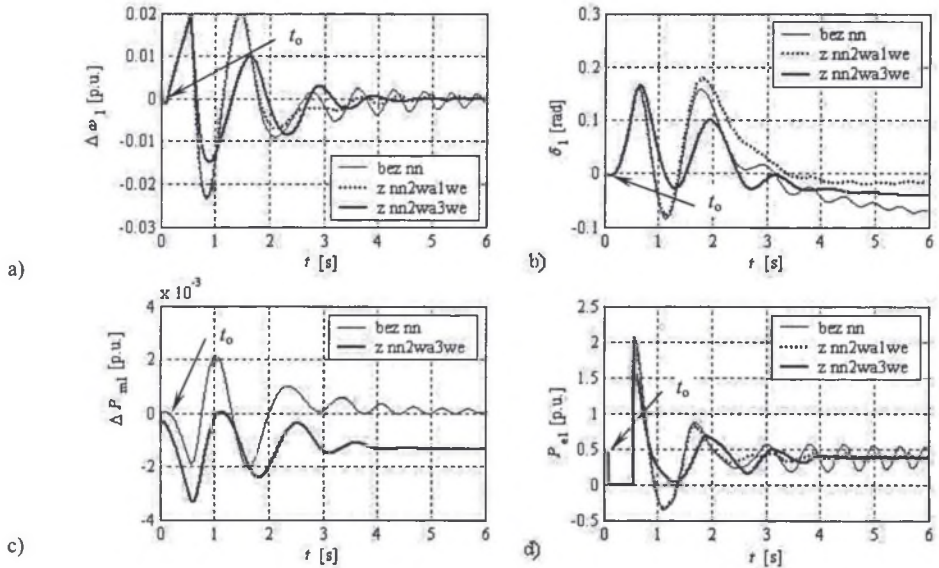 0.02
0.01
0
-0.01
-0.02
-0.03
Δω₁ [p.u.]
t₀
bez nn
z nn2wa1we
z nn2wa3we
0 1 2 3 4 5 6
t [s]
a)
0.3
0.2
0.1
0
-0.1
δ₁ [rad]
t₀
bez nn
z nn2wa1we
z nn2wa3we
0 1 2 3 4 5 6
t [s]
b)
x 10⁻³
4
2
0
-2
-4
Δ Pm1 [p.u.]
t₀
bez nn
z nn2wa3we
0 1 2 3 4 5 6
t [s]
c)
2.5
2
1.5
1
0.5
0
-0.5
Pe1 [p.u.]
t₀
bez nn
z nn2wa1we
z nn2wa3we
0 1 2 3 4 5 6
t [s]
d)